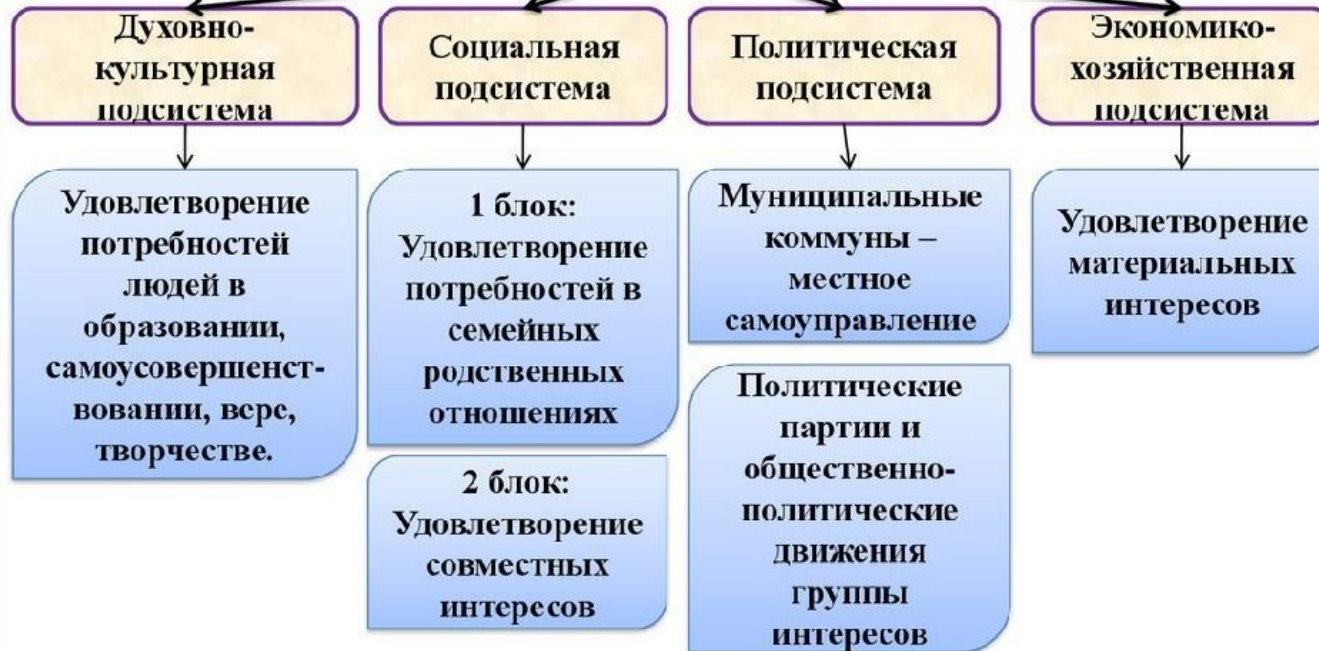 Духовно-
культурная
подсистема
Социальная
подсистема
Политическая
подсистема
Экономико-
хозяйственная
подсистема
Удовлетворение
потребностей
людей в
образовании,
самоусовершенст-
вовании, вере,
творчестве.
1 блок:
Удовлетворение
потребностей в
семейных
родственных
отношениях
2 блок:
Удовлетворение
совместных
интересов
Муниципальные
коммуны –
местное
самоуправление
Политические
партии и
общественно-
политические
движения
группы
интересов
Удовлетворение
материальных
интересов